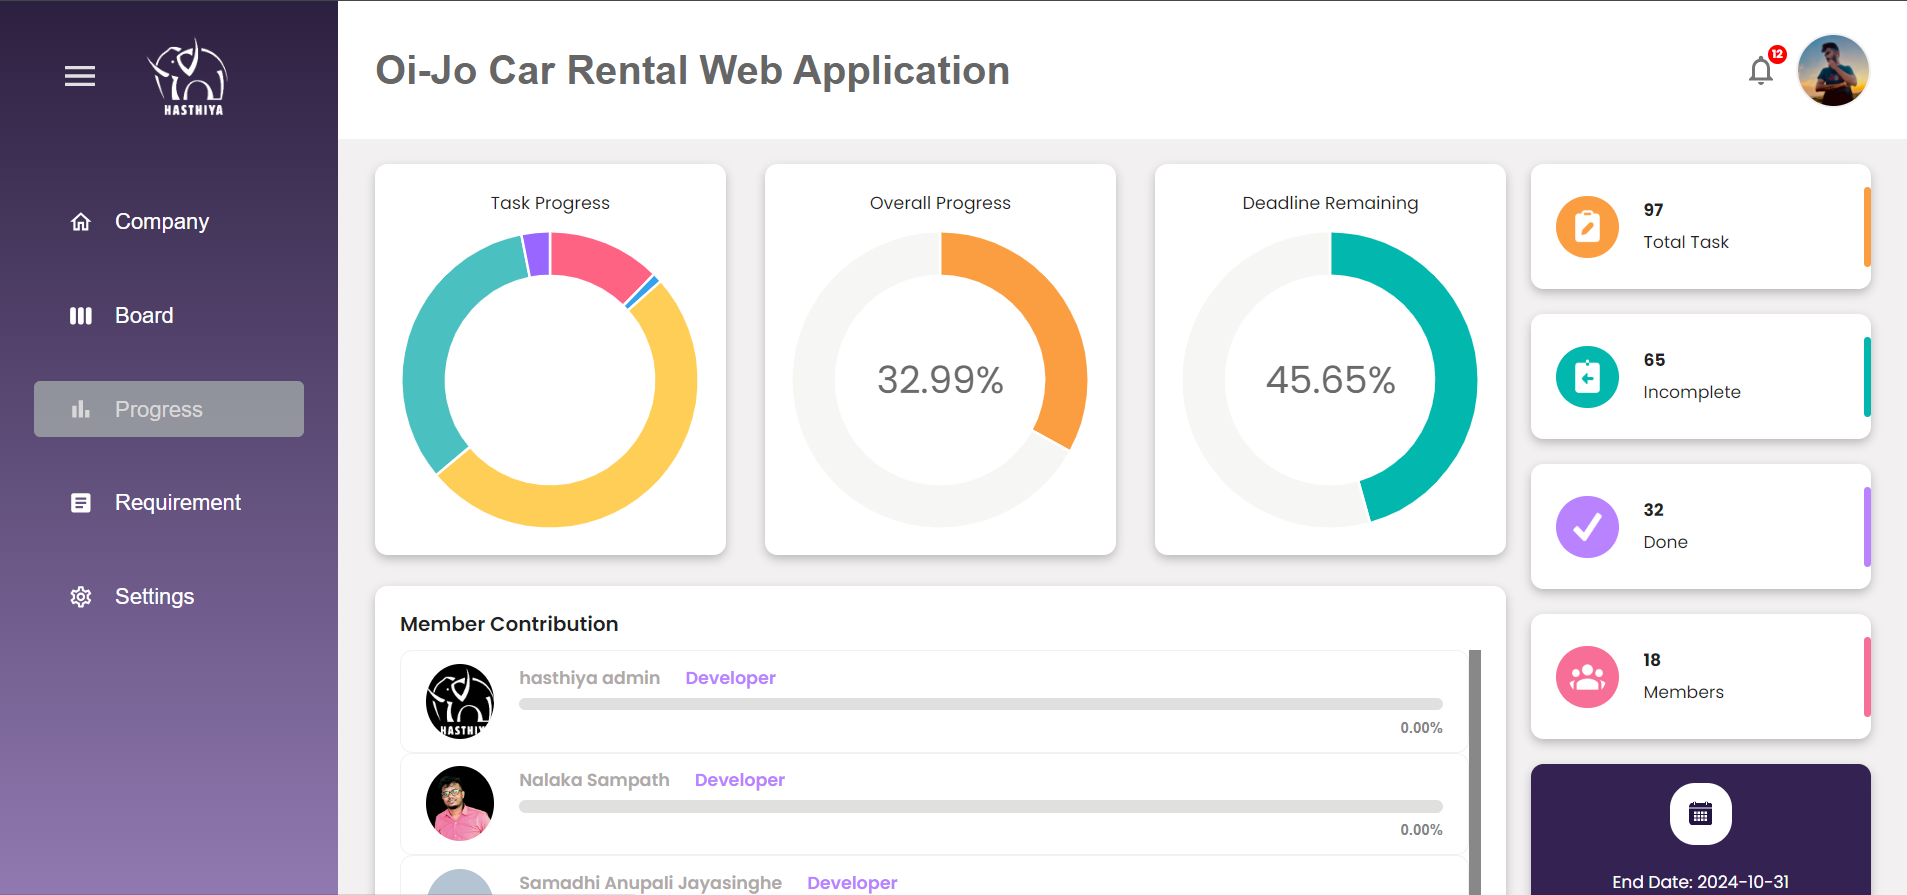 HASTHIYA
Company
Board
Progress
Requirement
Settings
Oi-Jo Car Rental Web Application
12
Task Progress
Overall Progress
32.99%
Deadline Remaining
45.65%
97
Total Task
65
Incomplete
32
Done
18
Members
End Date: 2024-10-31
Member Contribution
HASTHIY
hasthiya admin Developer
0.00%
Nalaka Sampath Developer
0.00%
Samadhi Anupali Jayasinghe Developer